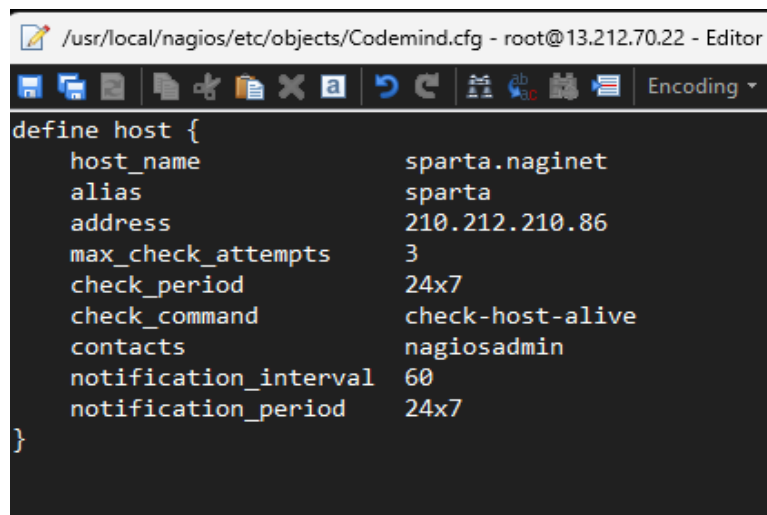 /usr/local/nagios/etc/objects/Codemind.cfg - root@13.212.70.22 - Editor
Encoding
define host {
host_name sparta.naginet
alias sparta
address 210.212.210.86
max_check_attempts 3
check_period 24x7
check_command check-host-alive
contacts nagiosadmin
notification_interval 60
notification_period 24x7
}